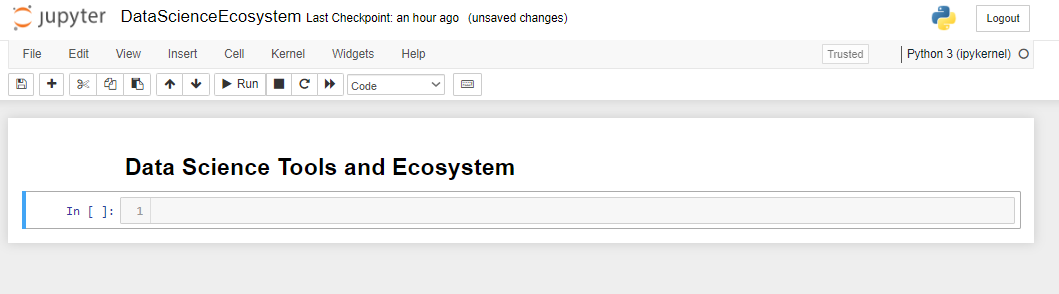 jupyter DataScienceEcosystem Last Checkpoint: an hour ago (unsaved changes) Logout
File Edit View Insert Cell Kernel Widgets Help Trusted Python 3 (ipykernel)
Run Code
Data Science Tools and Ecosystem
In [ ]: 1